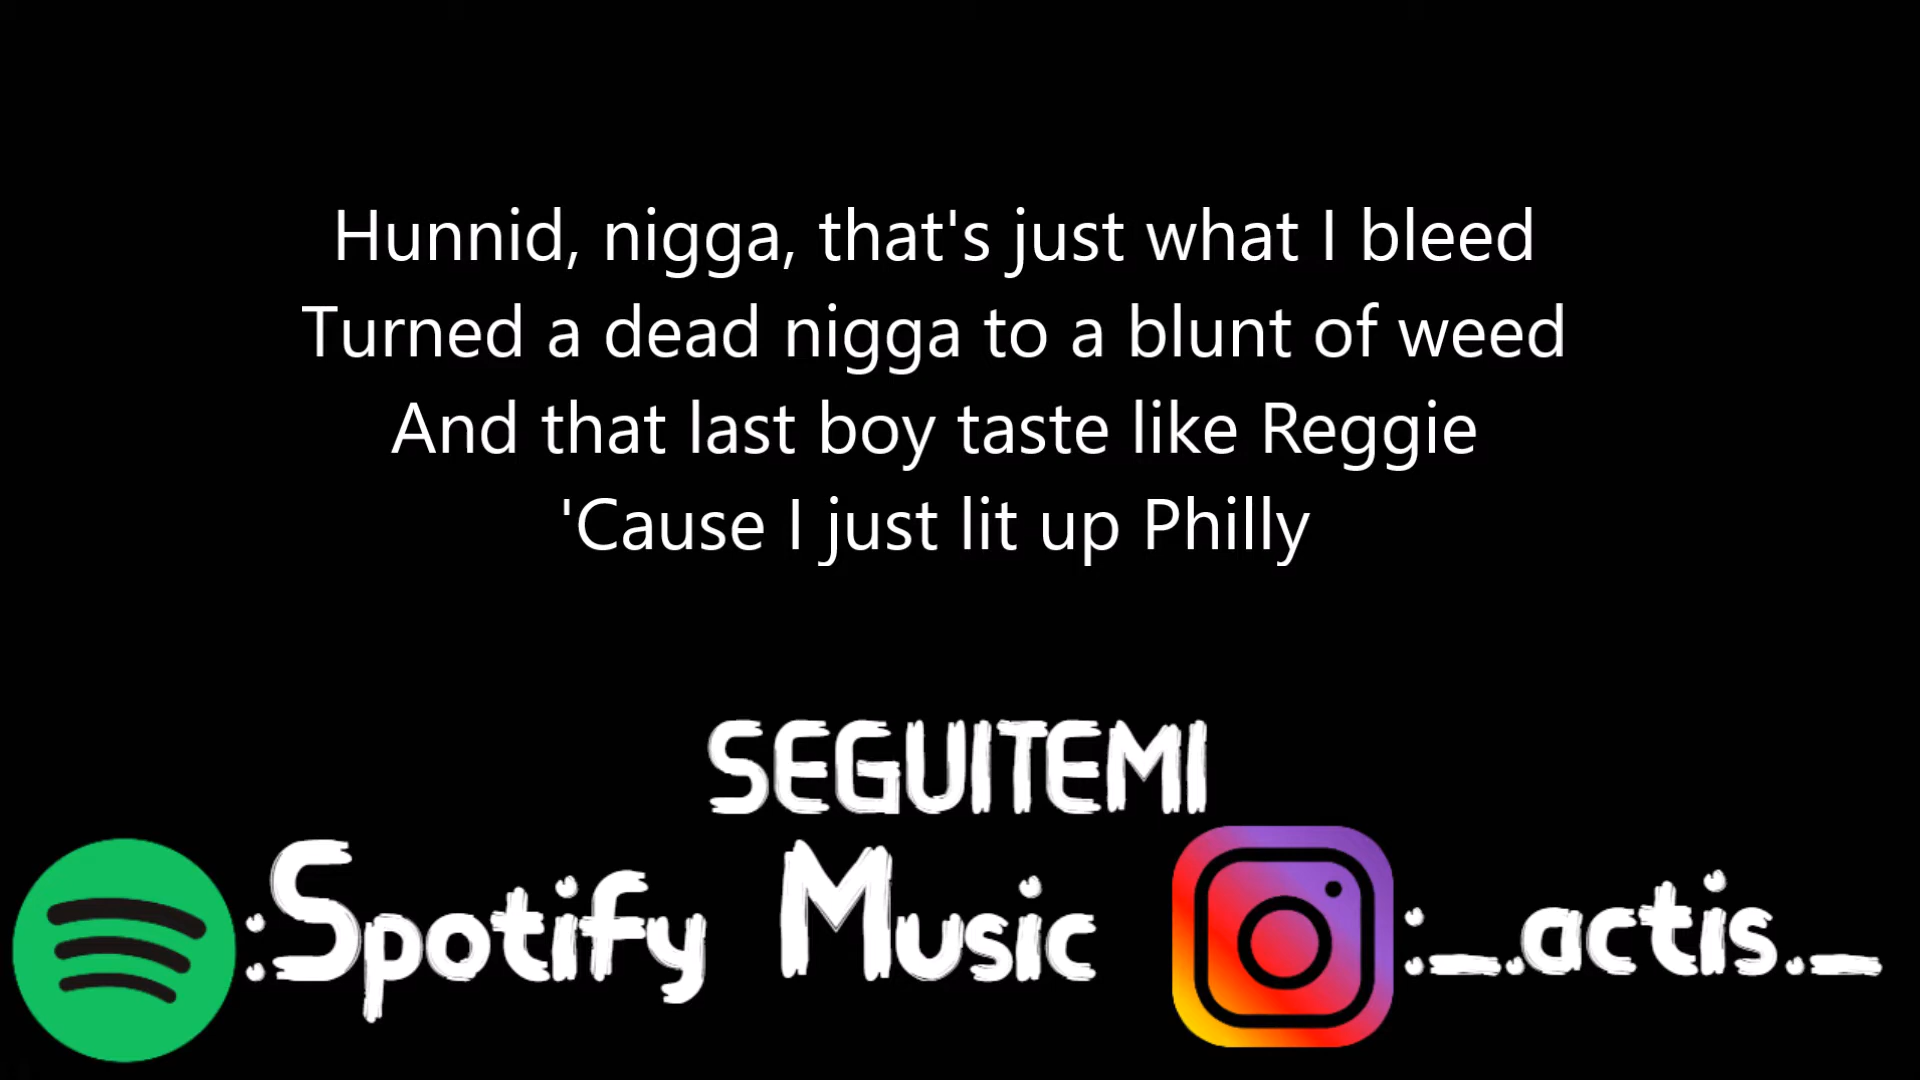 Hunnid, nigga, that's just what I bleed
Turned a dead nigga to a blunt of weed
And that last boy taste like Reggie
'Cause I just lit up Philly
SEGUITEMI
:Spotify Music :_.actis._